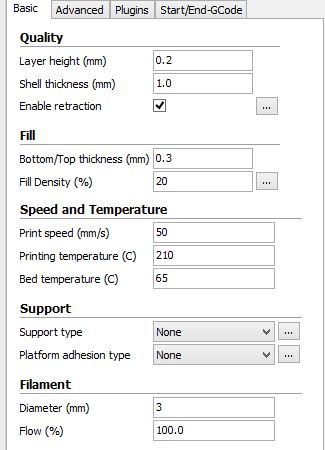 Basic Advanced Plugins Start/End-GCode
Quality
Layer height (mm) 0.2
Shell thickness (mm) 1.0
Enable retraction ...
Fill
Bottom/Top thickness (mm) 0.3
Fill Density (%) 20 ...
Speed and Temperature
Print speed (mm/s) 50
Printing temperature (C) 210
Bed temperature (C) 65
Support
Support type None ...
Platform adhesion type None ...
Filament
Diameter (mm) 3
Flow (%) 100.0